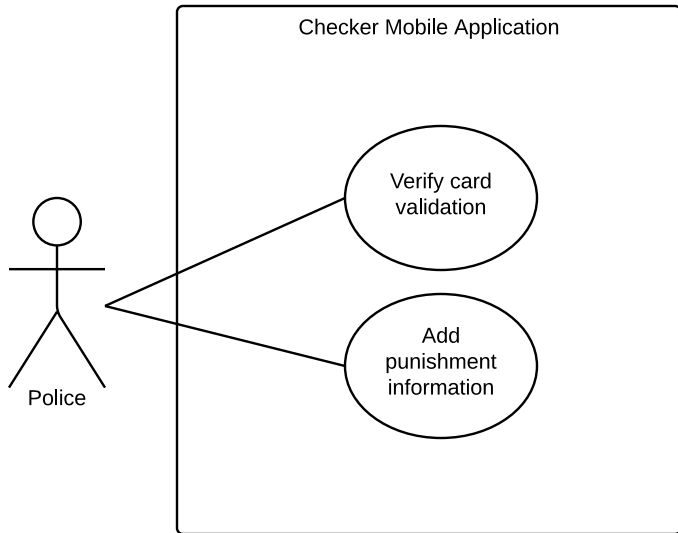 Checker Mobile Application
Verify card
validation
Add
punishment
information
Police